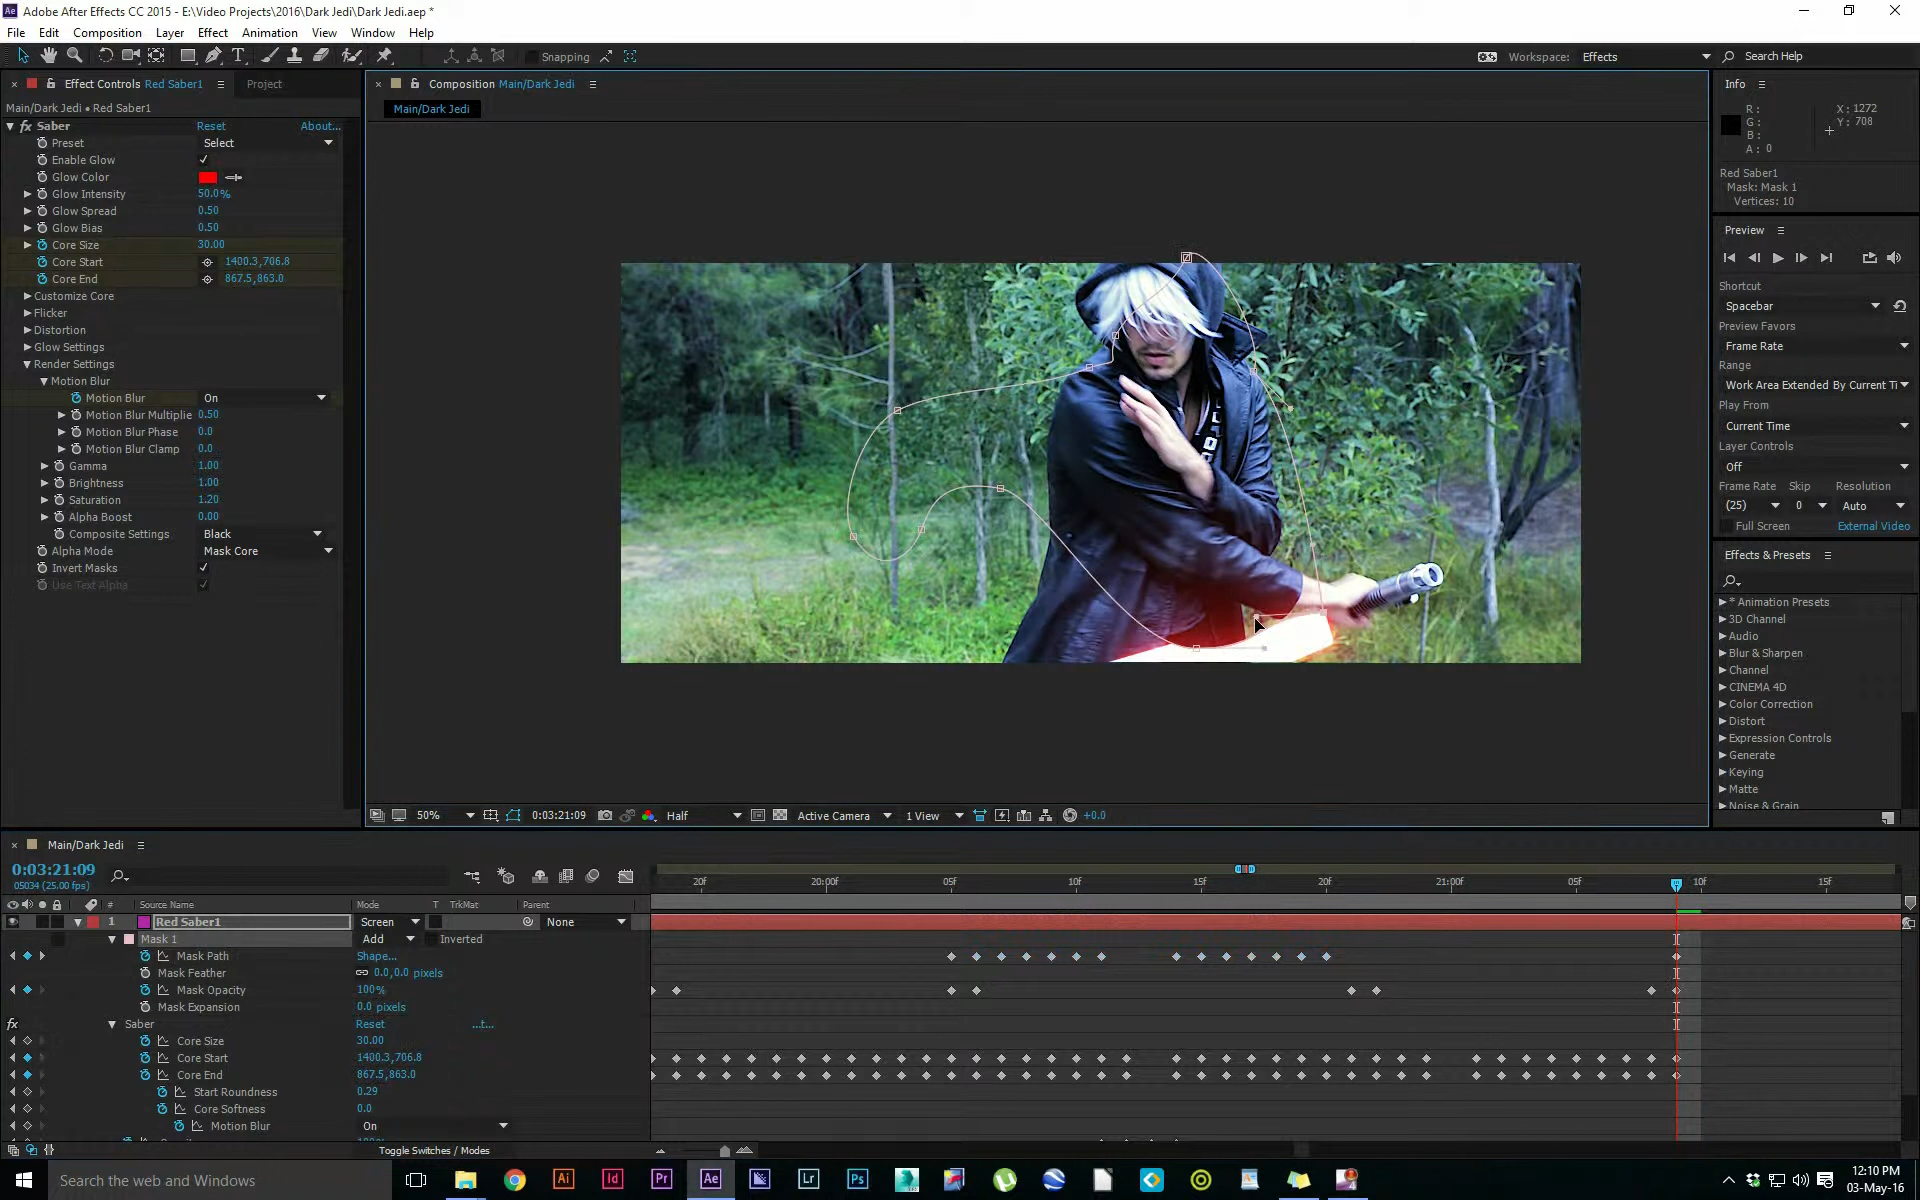 Adobe After Effects CC 2015 - E:\Video Projects\2016\Dark Jedi\Dark Jedi.aep *
File Edit Composition Layer Effect Animation View Window Help
Snapping
Workspace: Effects
Search Help
Effect Controls Red Saber1
Project
Main/Dark Jedi • Red Saber1
Saber Reset About...
Preset Select
Enable Glow
Glow Color
Glow Intensity 50.0%
Glow Spread 0.50
Glow Bias 0.50
Core Size 30.00
Core Start 1400.3,706.8
Core End 867.5,863.0
Customize Core
Flicker
Distortion
Glow Settings
Render Settings
Motion Blur
Motion Blur On
Motion Blur Multiplie 0.50
Motion Blur Phase 0.0
Motion Blur Clamp 0.0
Gamma 1.00
Brightness 1.00
Saturation 1.20
Alpha Boost 0.00
Composite Settings Black
Alpha Mode Mask Core
Invert Masks
Use Text Alpha
Composition Main/Dark Jedi
Main/Dark Jedi
50% 0:03:21:09 Half Active Camera 1 View +0.0
Info
R: X: 1272
G: Y: 708
B:
A: 0
Red Saber1
Mask: Mask 1
Vertices: 10
Preview
Shortcut
Spacebar
Preview Favors
Frame Rate
Range
Work Area Extended By Current Ti
Play From
Current Time
Layer Controls
Off
Frame Rate Skip Resolution
(25) 0 Auto
Full Screen External Video
Effects & Presets
* Animation Presets
3D Channel
Audio
Blur & Sharpen
Channel
CINEMA 4D
Color Correction
Distort
Expression Controls
Generate
Keying
Matte
Noise & Grain
Main/Dark Jedi
0:03:21:09
05034 (25.00 fps)
20f 20:00f 05f 10f 15f 20f 21:00f 05f 10f 15f
# Source Name Mode T TrkMat Parent
1 Red Saber1 Screen None
Mask 1 Add Inverted
Mask Path Shape...
Mask Feather 0.0,0.0 pixels
Mask Opacity 100%
Mask Expansion 0.0 pixels
fx Saber Reset ...t...
Core Size 30.00
Core Start 1400.3,706.8
Core End 867.5,863.0
Start Roundness 0.29
Core Softness 0.0
Motion Blur On
Toggle Switches / Modes
Search the web and Windows
Ai Id Pr Ae Lr Ps
12:10 PM
03-May-16